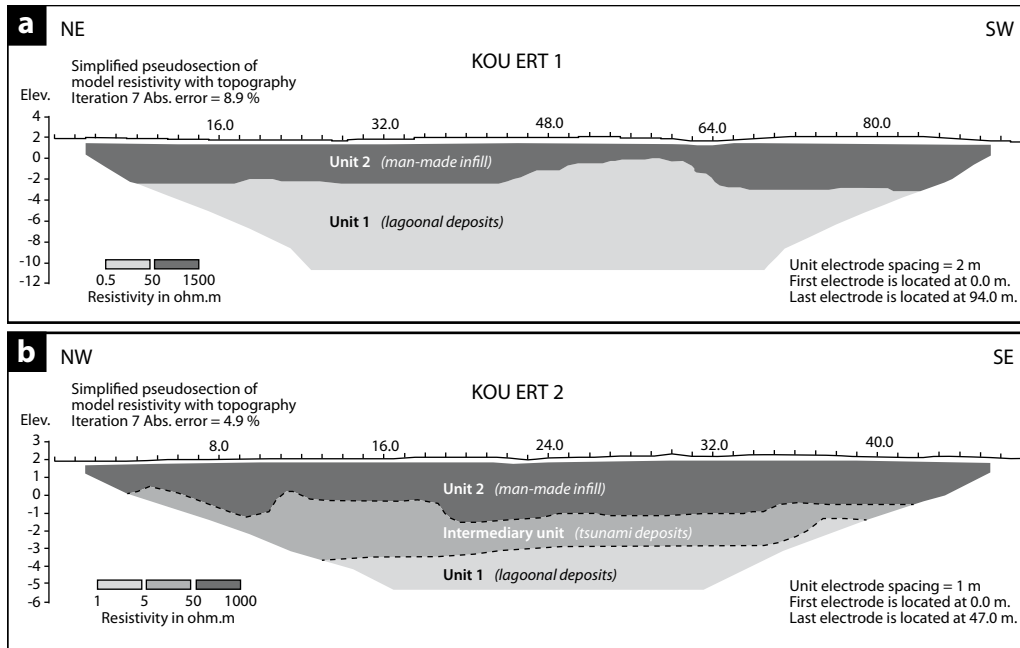 a
NE
SW
KOU ERT 1
Simplified pseudosection of
model resistivity with topography
Iteration 7 Abs. error = 8.9 %
Elev.
16.0 32.0 48.0 64.0 80.0
4
2
0
-2
-4
-6
-8
-10
-12
Unit 2 (man-made infill)
Unit 1 (lagoonal deposits)
0.5 50 1500
Resistivity in ohm.m
Unit electrode spacing = 2 m
First electrode is located at 0.0 m.
Last electrode is located at 94.0 m.
b
NW
SE
KOU ERT 2
Simplified pseudosection of
model resistivity with topography
Iteration 7 Abs. error = 4.9 %
Elev.
8.0 16.0 24.0 32.0 40.0
3
2
1
0
-1
-2
-3
-4
-5
-6
Unit 2 (man-made infill)
Intermediary unit (tsunami deposits)
Unit 1 (lagoonal deposits)
1 5 50 1000
Resistivity in ohm.m
Unit electrode spacing = 1 m
First electrode is located at 0.0 m.
Last electrode is located at 47.0 m.